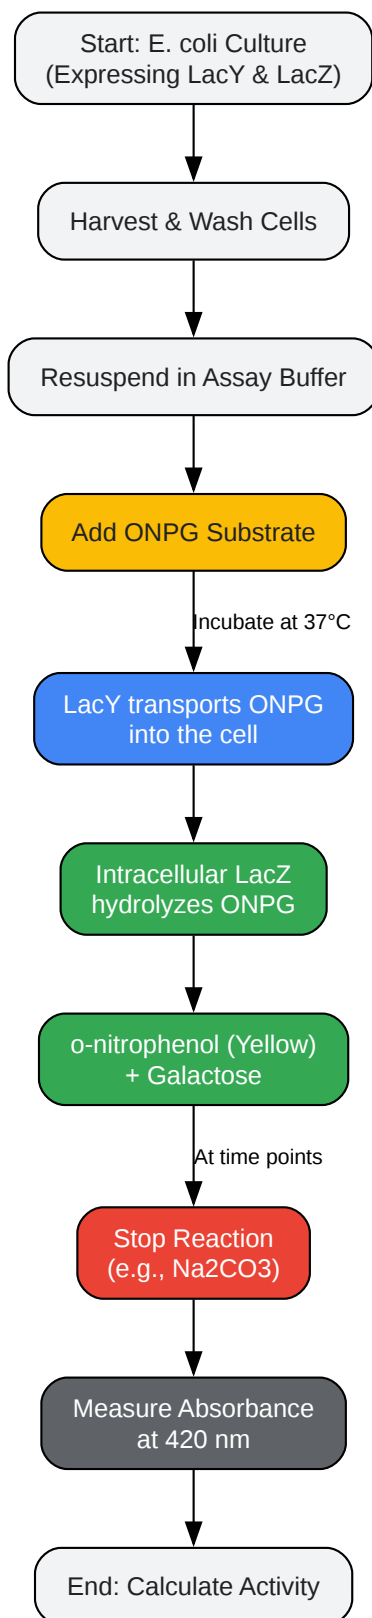 Start: E. coli Culture
(Expressing LacY & LacZ)
Harvest & Wash Cells
Resuspend in Assay Buffer
Add ONPG Substrate
Incubate at 37°C
LacY transports ONPG
into the cell
Intracellular LacZ
hydrolyzes ONPG
o-nitrophenol (Yellow)
+ Galactose
At time points
Stop Reaction
(e.g., Na2CO3)
Measure Absorbance
at 420 nm
End: Calculate Activity